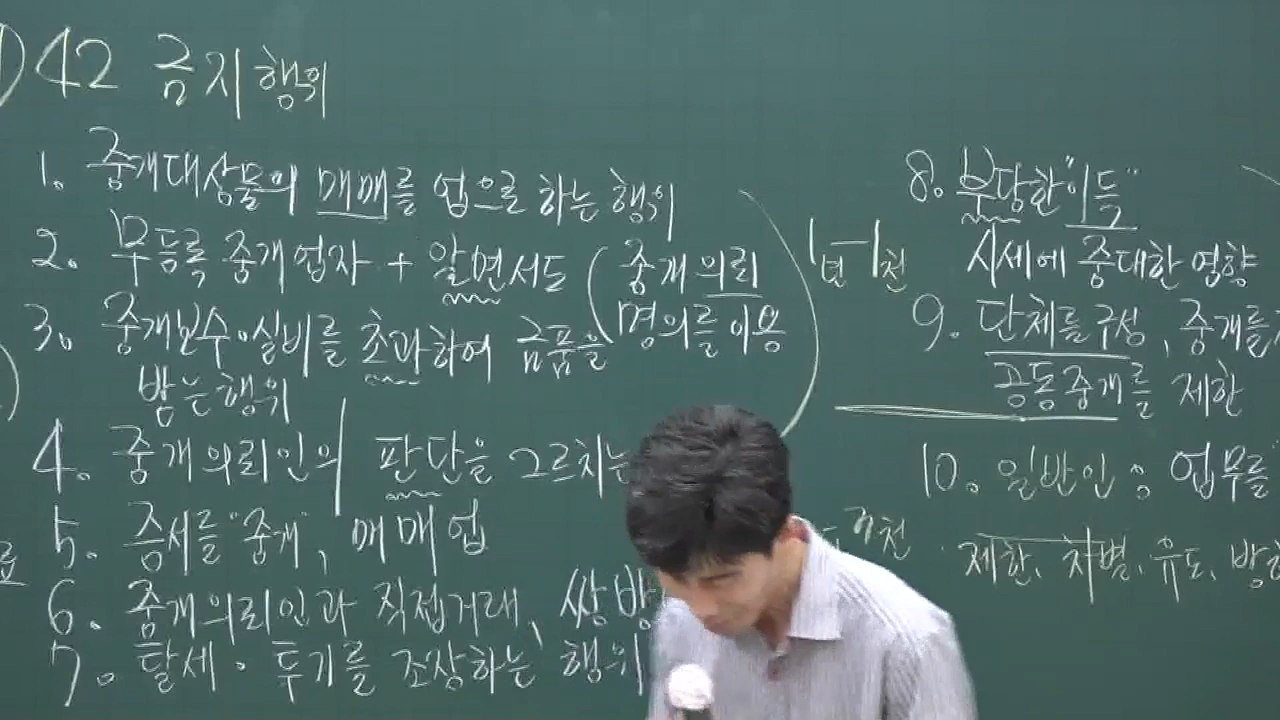 42 금지행위
1. 중개대상물의 매매를 업으로 하는 행위
2. 무등록 중개업자 + 알면서도 (중개의뢰
명의를 이용
3. 중개보수·실비를 초과하여 금품을
받는 행위
4. 중개의뢰인의 판단을 그르치는
5. 증서를 "중개", 매매업
6. 중개의뢰인과 직접거래, 쌍방
7. 탈세·투기를 조장하는 행위
1년-1천
8. 부당한 "이득"
시세에 중대한 영향
9. 단체를 구성, 중개를
공동중개를 제한
10. 일반인 : 업무를
제한, 차별, 유도, 방해